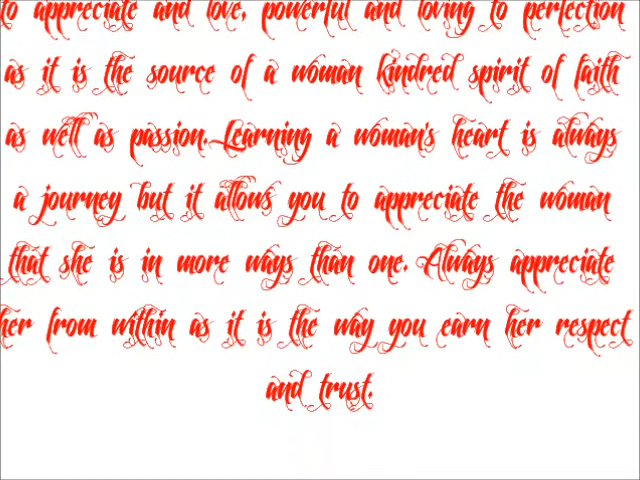 to appreciate and love, powerful and loving to perfection
as it is the source of a woman kindred spirit of faith
as well as passion. Learning a woman's heart is always
a journey but it allows you to appreciate the woman
that she is in more ways than one. Always appreciate
her from within as it is the way you earn her respect
and trust.